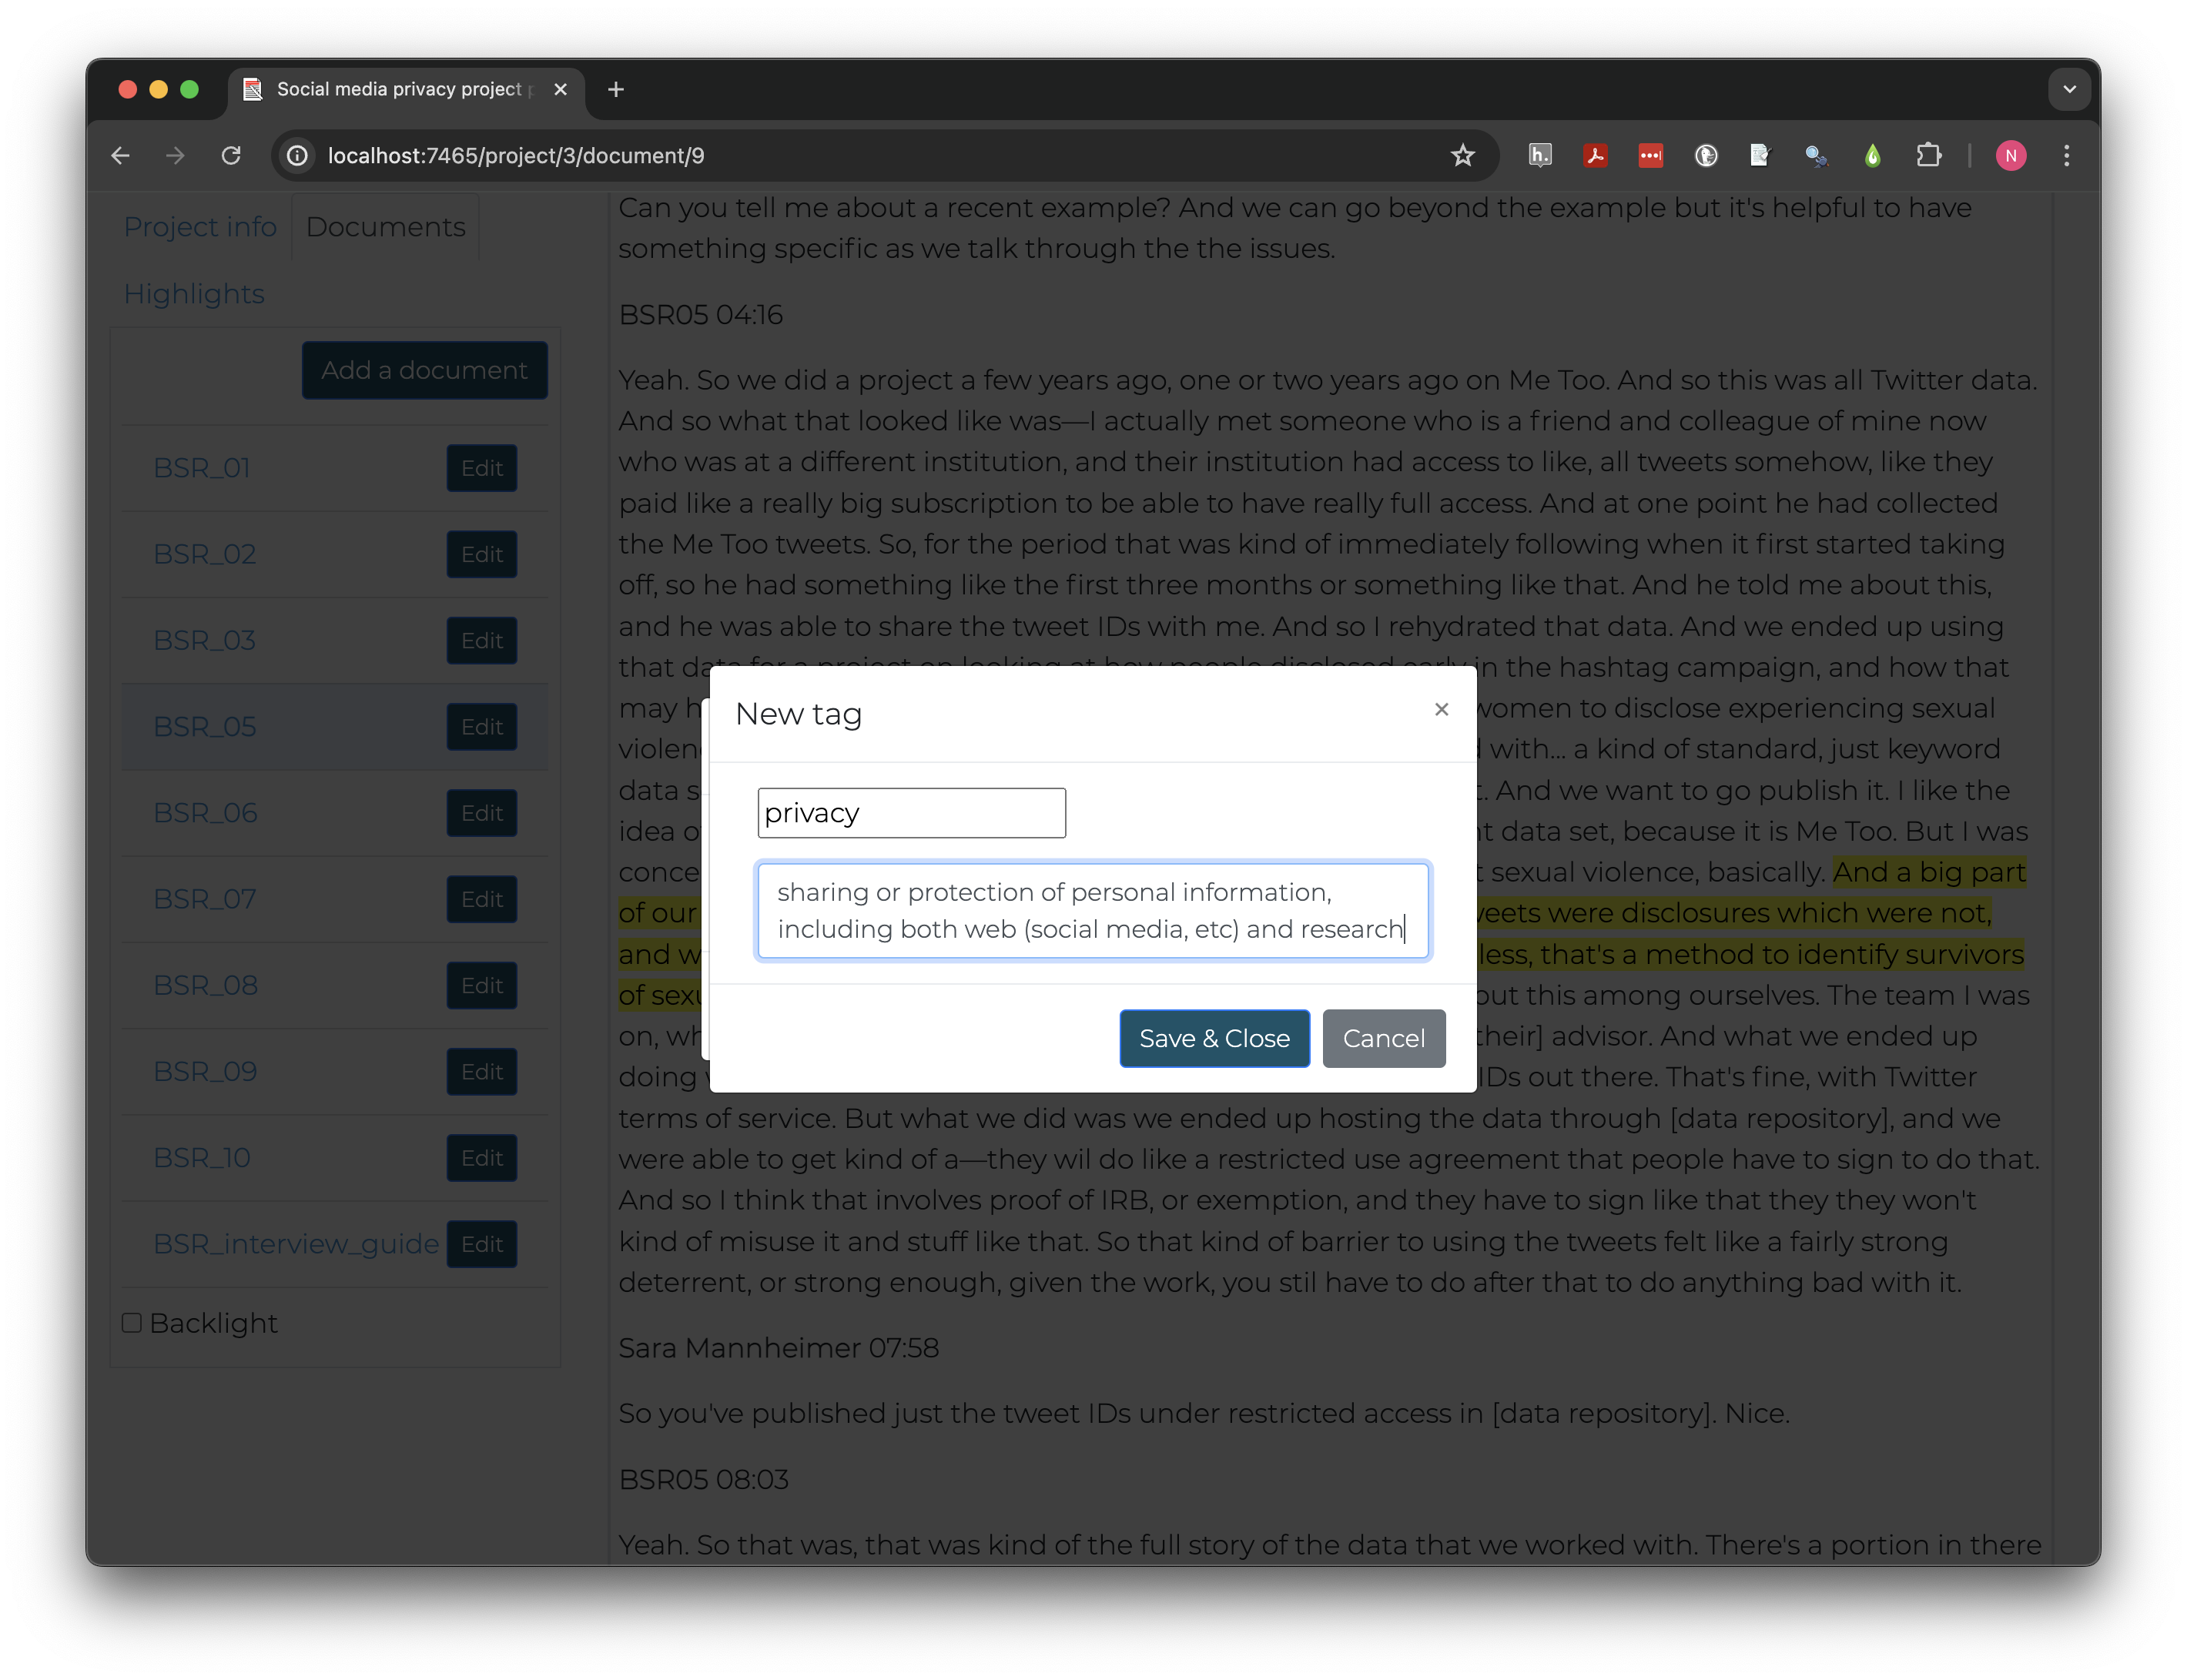 Social media privacy project p
localhost:7465/project/3/document/9
h.
N
Project info
Documents
Highlights
Add a document
BSR_01 Edit
BSR_02 Edit
BSR_03 Edit
BSR_05 Edit
BSR_06 Edit
BSR_07 Edit
BSR_08 Edit
BSR_09 Edit
BSR_10 Edit
BSR_interview_guide Edit
Backlight
Can you tell me about a recent example? And we can go beyond the example but it's helpful to have
something specific as we talk through the the issues.
BSR05 04:16
Yeah. So we did a project a few years ago, one or two years ago on Me Too. And so this was all Twitter data.
And so what that looked like was—I actually met someone who is a friend and colleague of mine now
who was at a different institution, and their institution had access to like, all tweets somehow, like they
paid like a really big subscription to be able to have really full access. And at one point he had collected
the Me Too tweets. So, for the period that was kind of immediately following when it first started taking
off, so he had something like the first three months or something like that. And he told me about this,
and he was able to share the tweet IDs with me. And so I rehydrated that data. And we ended up using
that data for a project on looking at how people disclosed early in the hashtag campaign, and how that
may women to disclose experiencing sexual
with... a kind of standard, just keyword
data And we want to go publish it. I like the
idea data set, because it is Me Too. But I was
sexual violence, basically. And a big part
of our were disclosures which were not,
and that's a method to identify survivors
of this among ourselves. The team I was
on, advisor. And what we ended up
doing IDs out there. That's fine, with Twitter
terms of service. But what we did was we ended up hosting the data through [data repository], and we
were able to get kind of a—they wil do like a restricted use agreement that people have to sign to do that.
And so I think that involves proof of IRB, or exemption, and they have to sign like that they they won't
kind of misuse it and stuff like that. So that kind of barrier to using the tweets felt like a fairly strong
deterrent, or strong enough, given the work, you stil have to do after that to do anything bad with it.
Sara Mannheimer 07:58
So you've published just the tweet IDs under restricted access in [data repository]. Nice.
BSR05 08:03
Yeah. So that was, that was kind of the full story of the data that we worked with. There's a portion in there
New tag
×
privacy
sharing or protection of personal information,
including both web (social media, etc) and research
Save & Close
Cancel